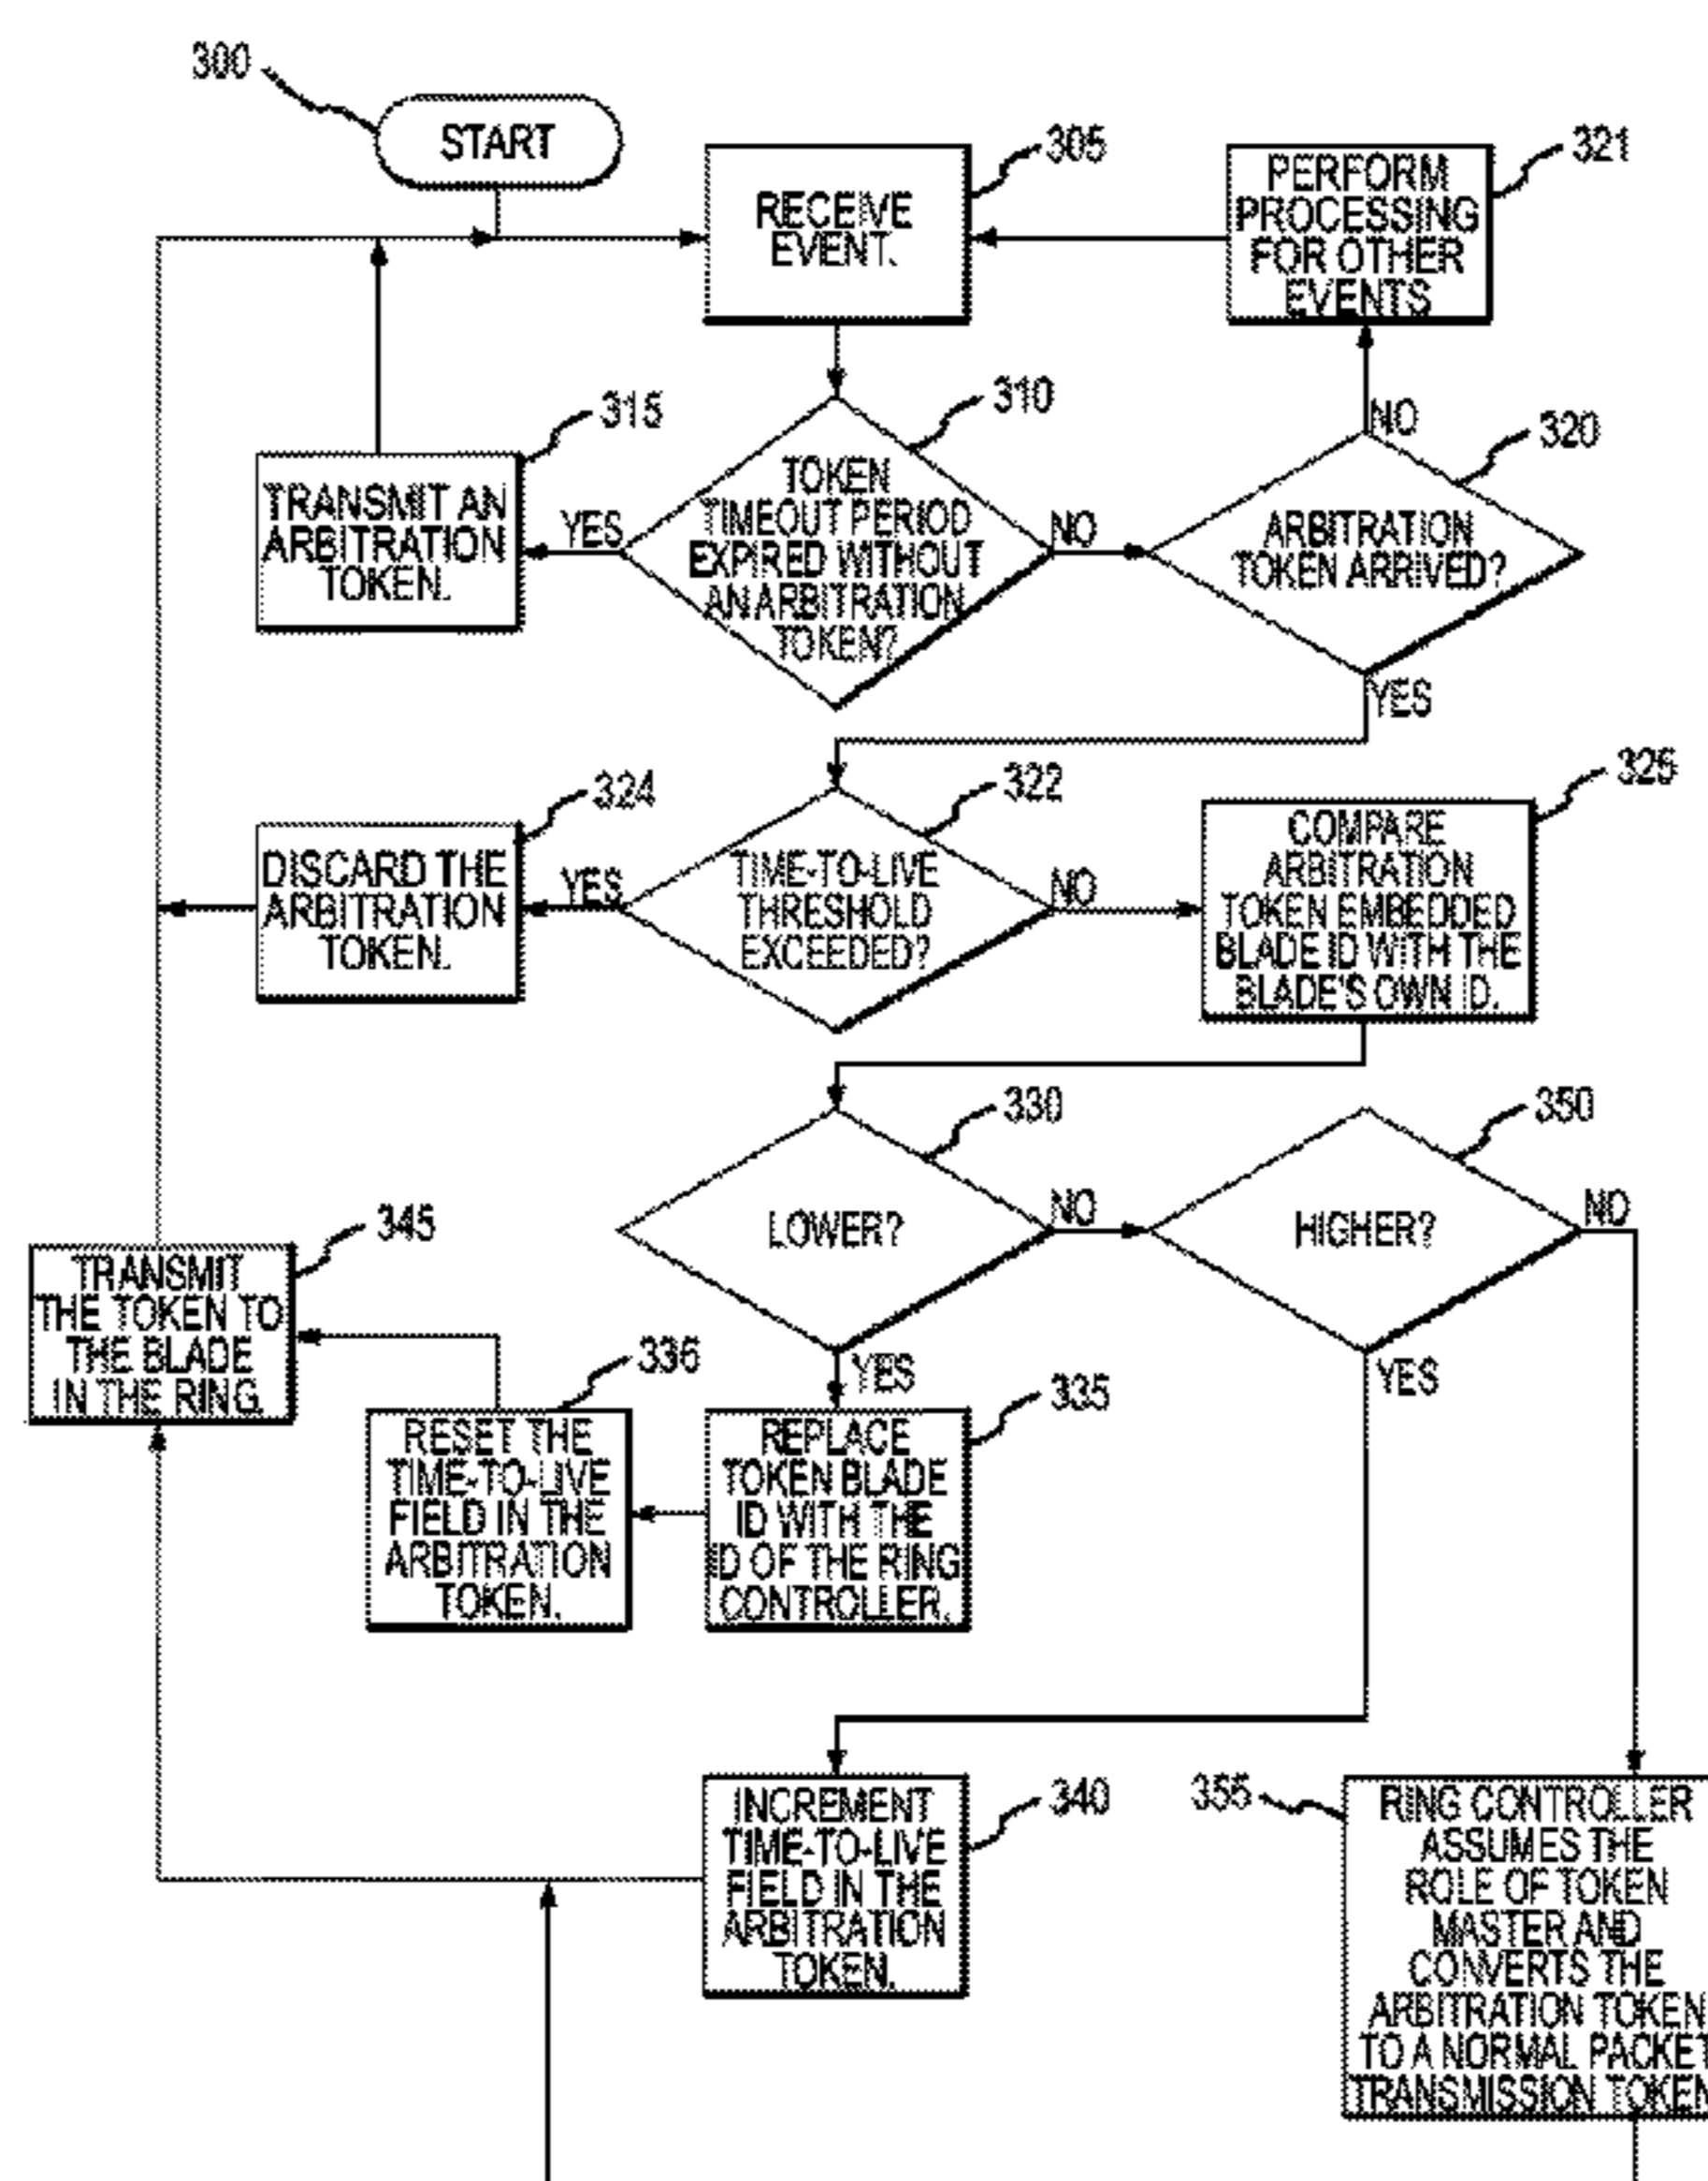 300
START
305
RECEIVE
EVENT.
321
PERFORM
PROCESSING
FOR OTHER
EVENTS
315
TRANSMIT AN
ARBITRATION
TOKEN.
YES
310
TOKEN
TIMEOUT PERIOD
EXPIRED WITHOUT
AN ARBITRATION
TOKEN?
NO
NO
320
ARBITRATION
TOKEN ARRIVED?
YES
324
DISCARD THE
ARBITRATION
TOKEN.
YES
322
TIME-TO-LIVE
THRESHOLD
EXCEEDED?
NO
325
COMPARE
ARBITRATION
TOKEN EMBEDDED
BLADE ID WITH THE
BLADE'S OWN ID.
330
LOWER?
NO
YES
350
HIGHER?
NO
YES
345
TRANSMIT
THE TOKEN TO
THE BLADE
IN THE RING.
336
RESET THE
TIME-TO-LIVE
FIELD IN THE
ARBITRATION
TOKEN.
335
REPLACE
TOKEN BLADE
ID WITH THE
ID OF THE RING
CONTROLLER.
340
INCREMENT
TIME-TO-LIVE
FIELD IN THE
ARBITRATION
TOKEN.
355
RING CONTROLLER
ASSUMES THE
ROLE OF TOKEN
MASTER AND
CONVERTS THE
ARBITRATION TOKEN
TO A NORMAL PACKET
TRANSMISSION TOKEN